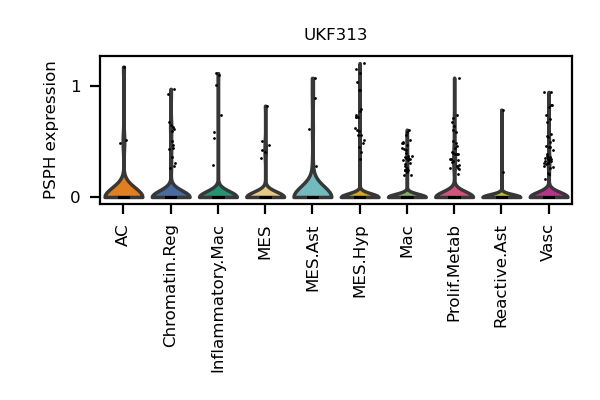 UKF313
PSPH expression
1
0
AC
Chromatin.Reg
Inflammatory.Mac
MES
MES.Ast
MES.Hyp
Mac
Prolif.Metab
Reactive.Ast
Vasc